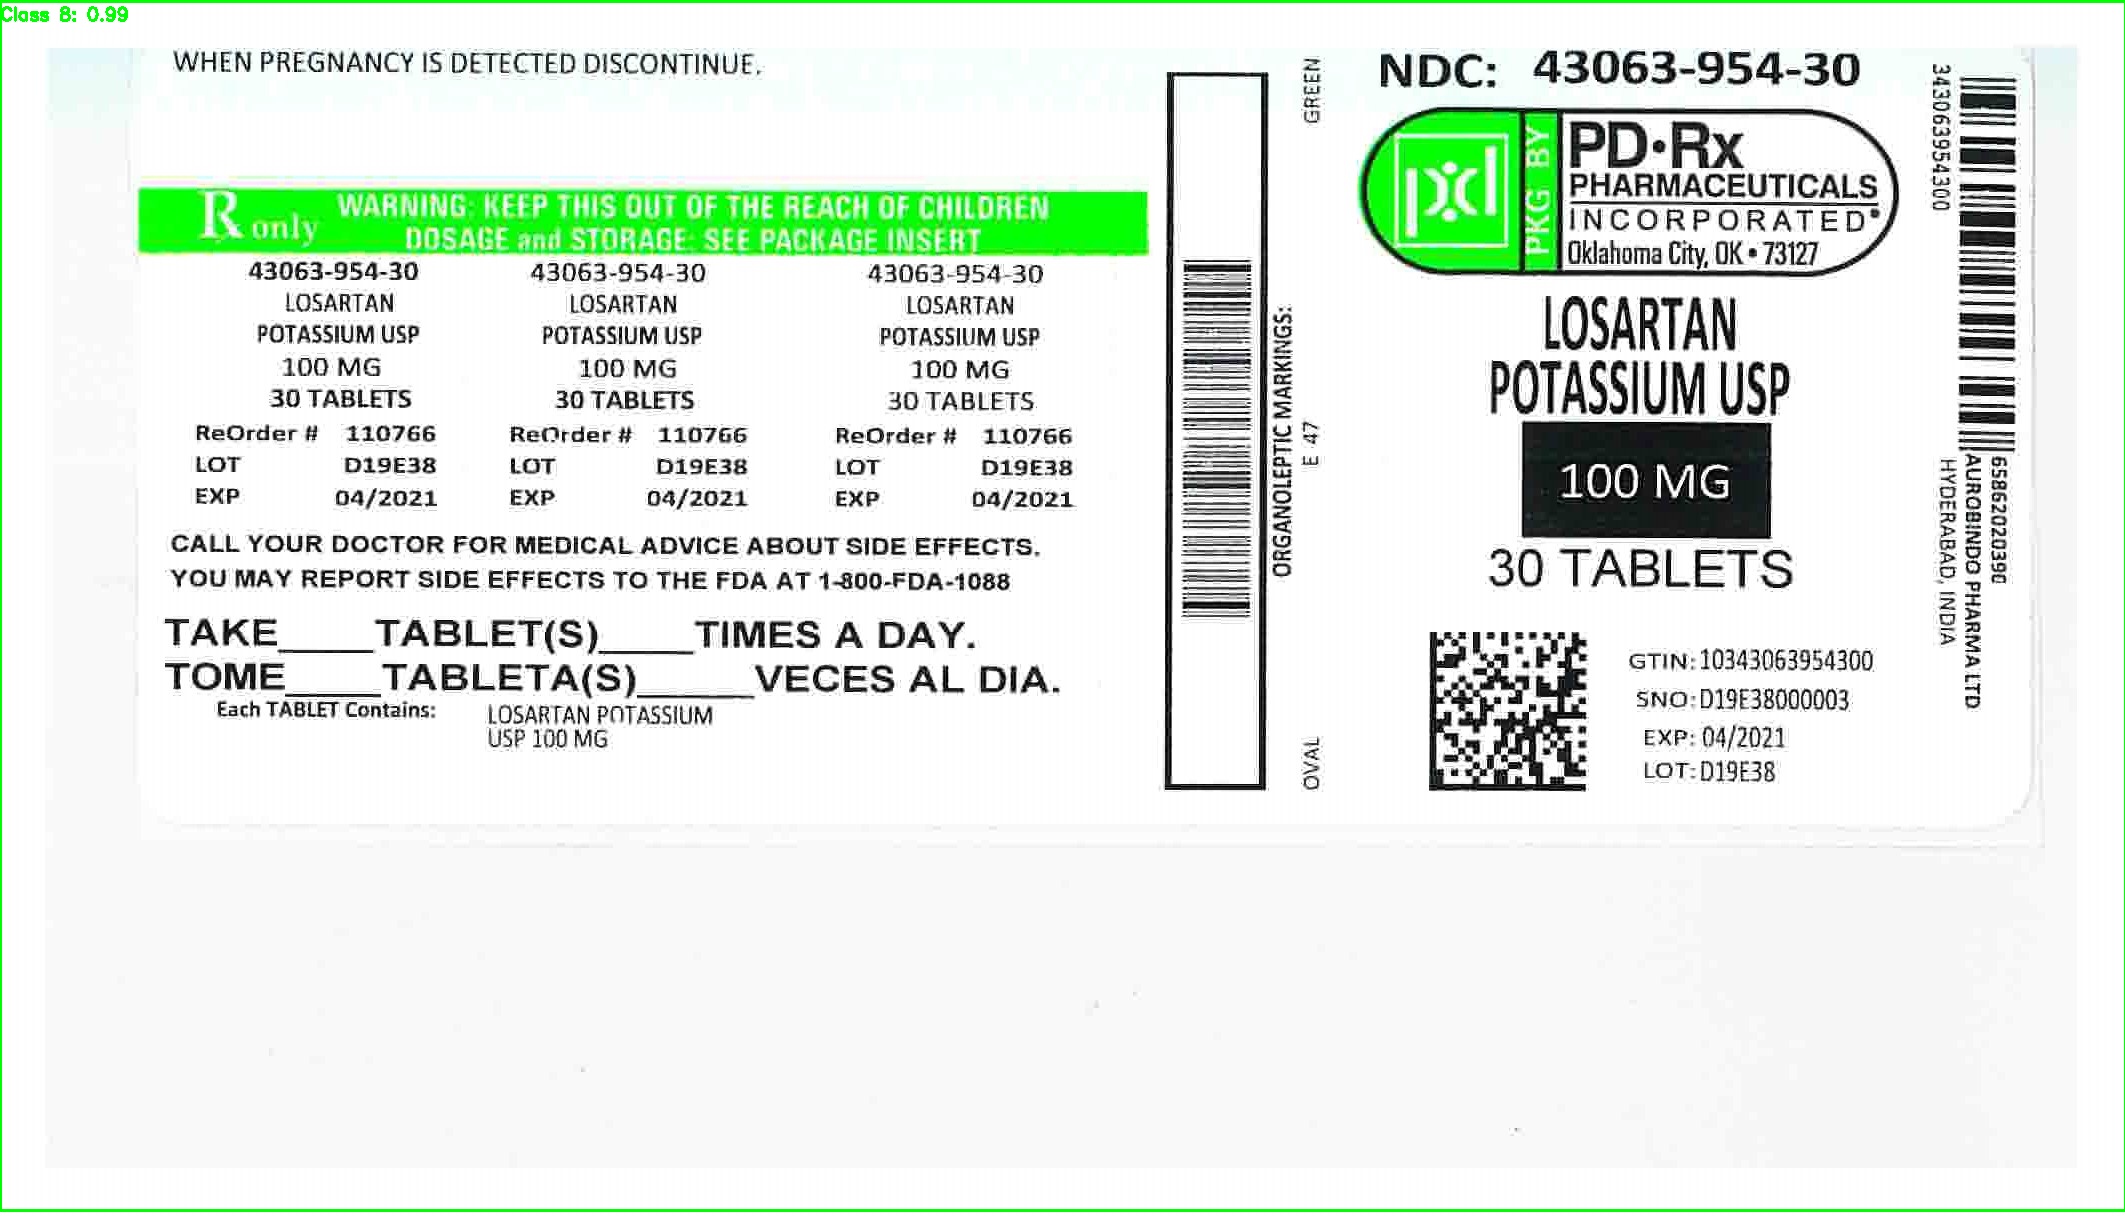 Class 8: 0.99
WHEN PREGNANCY IS DETECTED DISCONTINUE.
Rx only
WARNING: KEEP THIS OUT OF THE REACH OF CHILDREN
DOSAGE and STORAGE: SEE PACKAGE INSERT
43063-954-30 43063-954-30 43063-954-30
LOSARTAN LOSARTAN LOSARTAN
POTASSIUM USP POTASSIUM USP POTASSIUM USP
100 MG 100 MG 100 MG
30 TABLETS 30 TABLETS 30 TABLETS
ReOrder # 110766 ReOrder # 110766 ReOrder # 110766
LOT D19E38 LOT D19E38 LOT D19E38
EXP 04/2021 EXP 04/2021 EXP 04/2021
CALL YOUR DOCTOR FOR MEDICAL ADVICE ABOUT SIDE EFFECTS.
YOU MAY REPORT SIDE EFFECTS TO THE FDA AT 1-800-FDA-1088
TAKE____TABLET(S)____TIMES A DAY.
TOME____TABLETA(S)_____VECES AL DIA.
Each TABLET Contains: LOSARTAN POTASSIUM
USP 100 MG
ORGANOLEPTIC MARKINGS:
OVAL E 47 GREEN
NDC: 43063-954-30
pd
PKG BY
PD•Rx
PHARMACEUTICALS
INCORPORATED®
Oklahoma City, OK • 73127
LOSARTAN
POTASSIUM USP
100 MG
30 TABLETS
GTIN: 10343063954300
SNO: D19E38000003
EXP: 04/2021
LOT: D19E38
343063954300
65862020390
AUROBINDO PHARMA LTD
HYDERABAD, INDIA